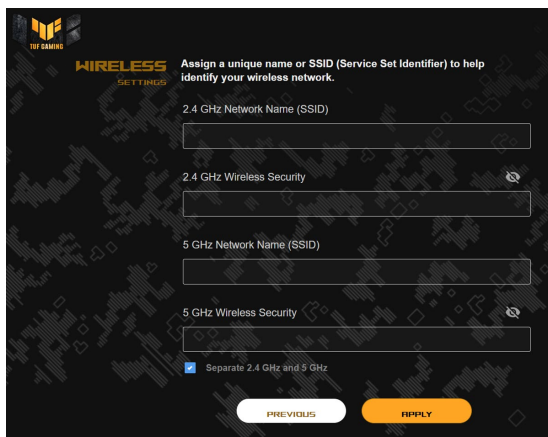 TUF GAMING
WIRELESS
SETTINGS
Assign a unique name or SSID (Service Set Identifier) to help
identify your wireless network.
2.4 GHz Network Name (SSID)
2.4 GHz Wireless Security
5 GHz Network Name (SSID)
5 GHz Wireless Security
Separate 2.4 GHz and 5 GHz
PREVIOUS
APPLY